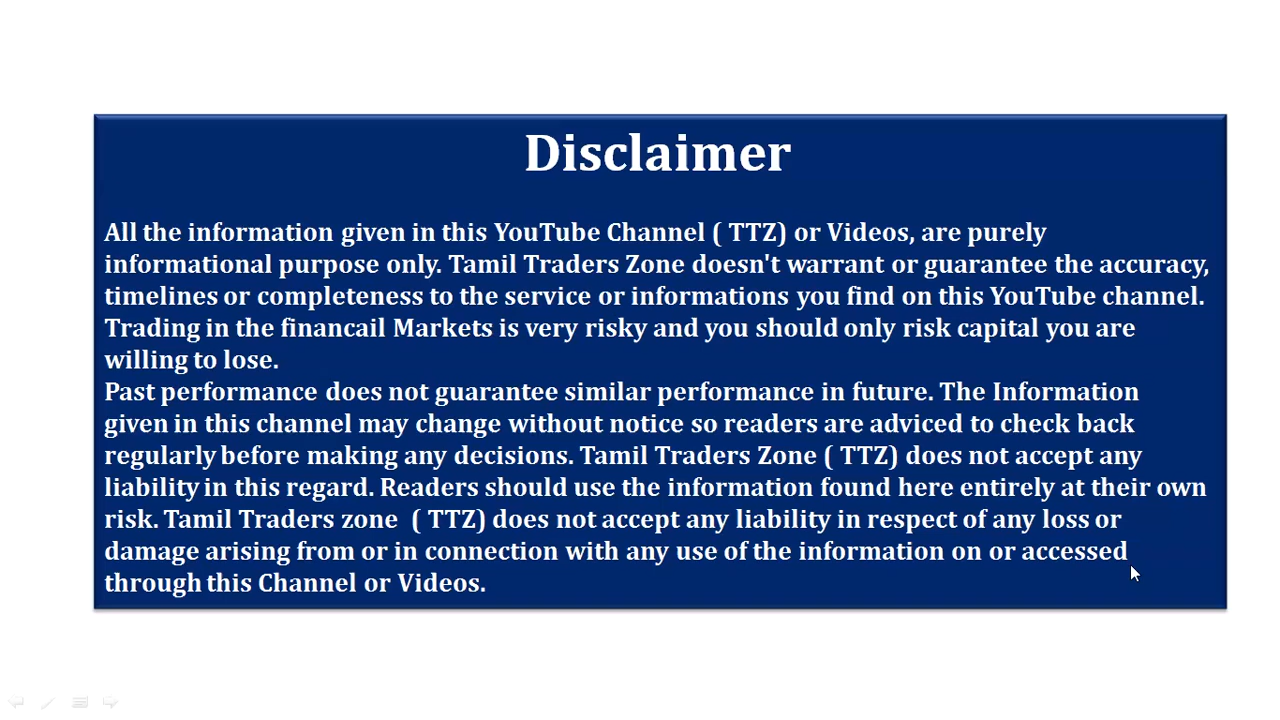 Disclaimer
All the information given in this YouTube Channel ( TTZ) or Videos, are purely
informational purpose only. Tamil Traders Zone doesn't warrant or guarantee the accuracy,
timelines or completeness to the service or informations you find on this YouTube channel.
Trading in the financail Markets is very risky and you should only risk capital you are
willing to lose.
Past performance does not guarantee similar performance in future. The Information
given in this channel may change without notice so readers are adviced to check back
regularly before making any decisions. Tamil Traders Zone ( TTZ) does not accept any
liability in this regard. Readers should use the information found here entirely at their own
risk. Tamil Traders zone  ( TTZ) does not accept any liability in respect of any loss or
damage arising from or in connection with any use of the information on or accessed
through this Channel or Videos.